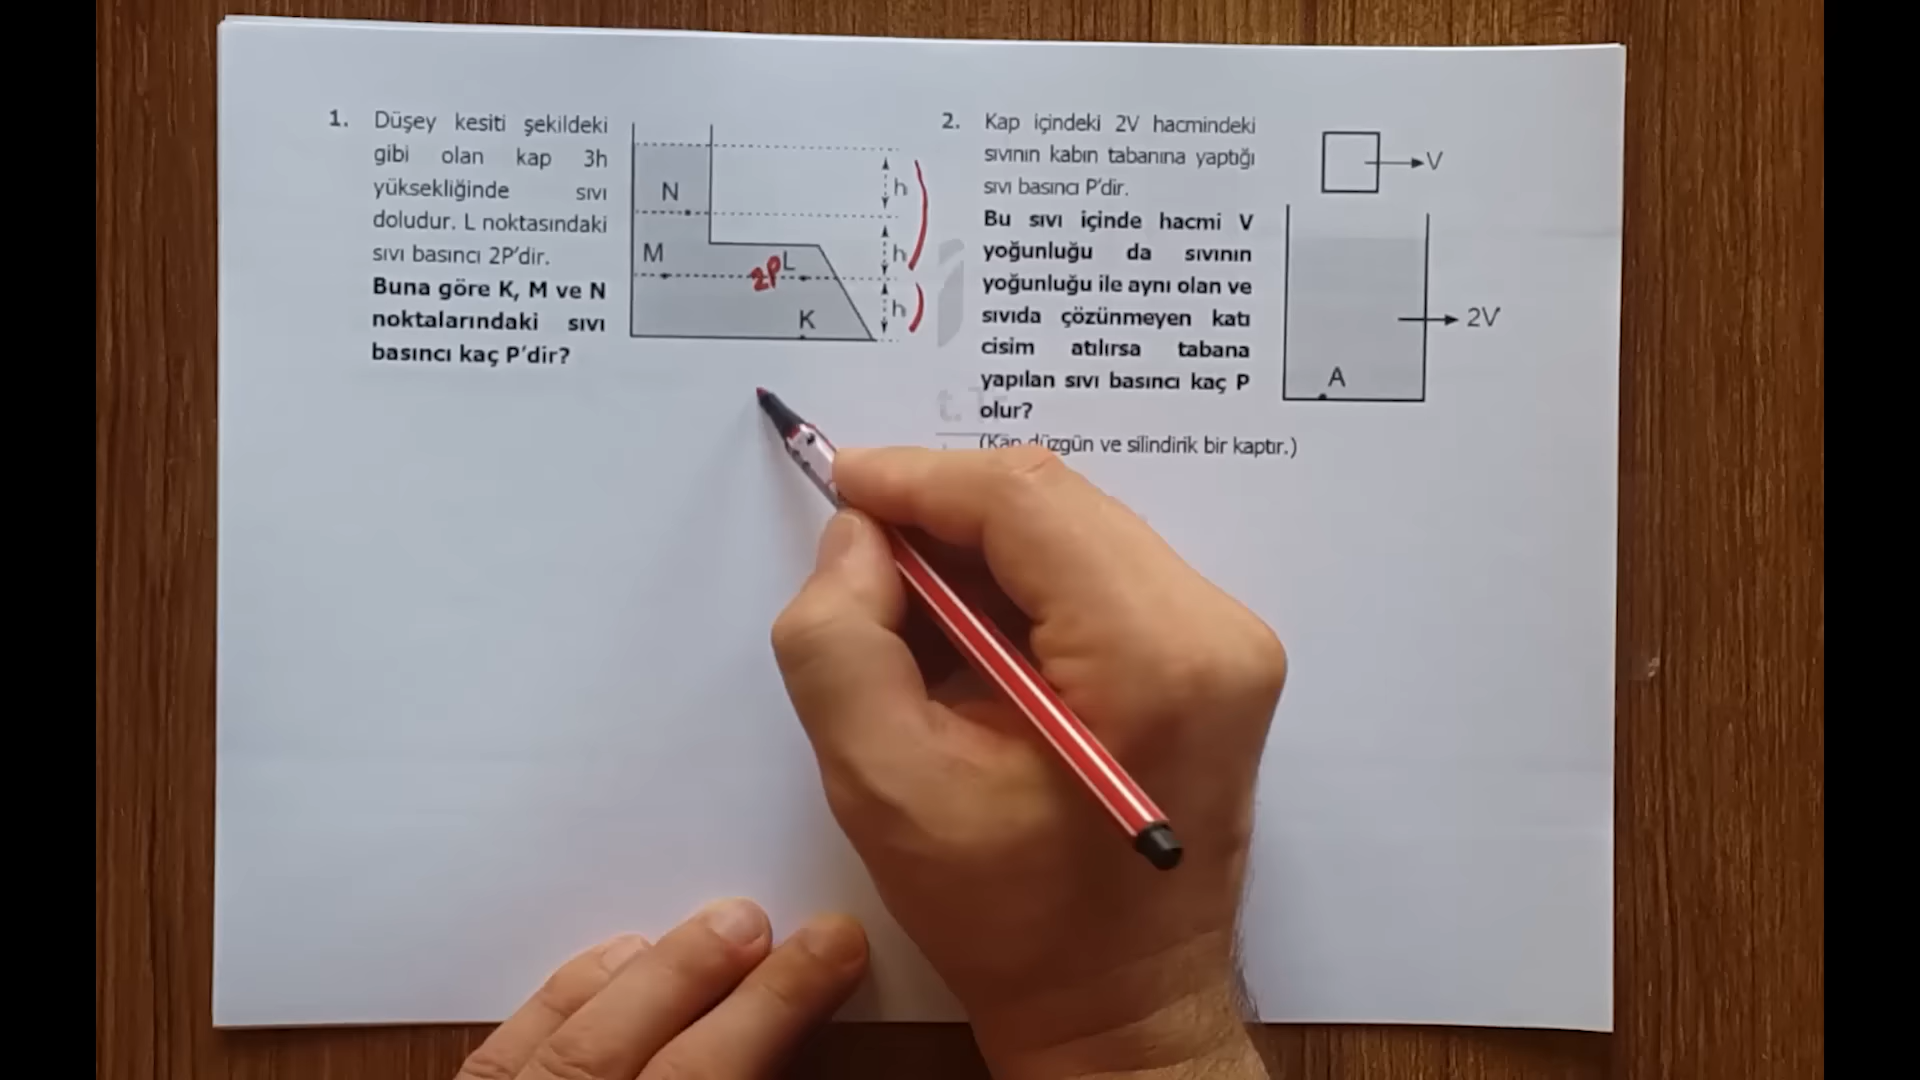 1. Düşey kesiti şekildeki
gibi olan kap 3h
yüksekliğinde sıvı
doludur. L noktasındaki
sıvı basıncı 2P'dir.
Buna göre K, M ve N
noktalarındaki sıvı
basıncı kaç P'dir?
N
M
2P
L
K
h
h
h
2. Kap içindeki 2V hacmindeki
sıvının kabın tabanına yaptığı
sıvı basıncı P'dir.
Bu sıvı içinde hacmi V
yoğunluğu da sıvının
yoğunluğu ile aynı olan ve
sıvıda çözünmeyen katı
cisim atılırsa tabana
yapılan sıvı basıncı kaç P
olur?
(Kap düzgün ve silindirik bir kaptır.)
V
2V
A